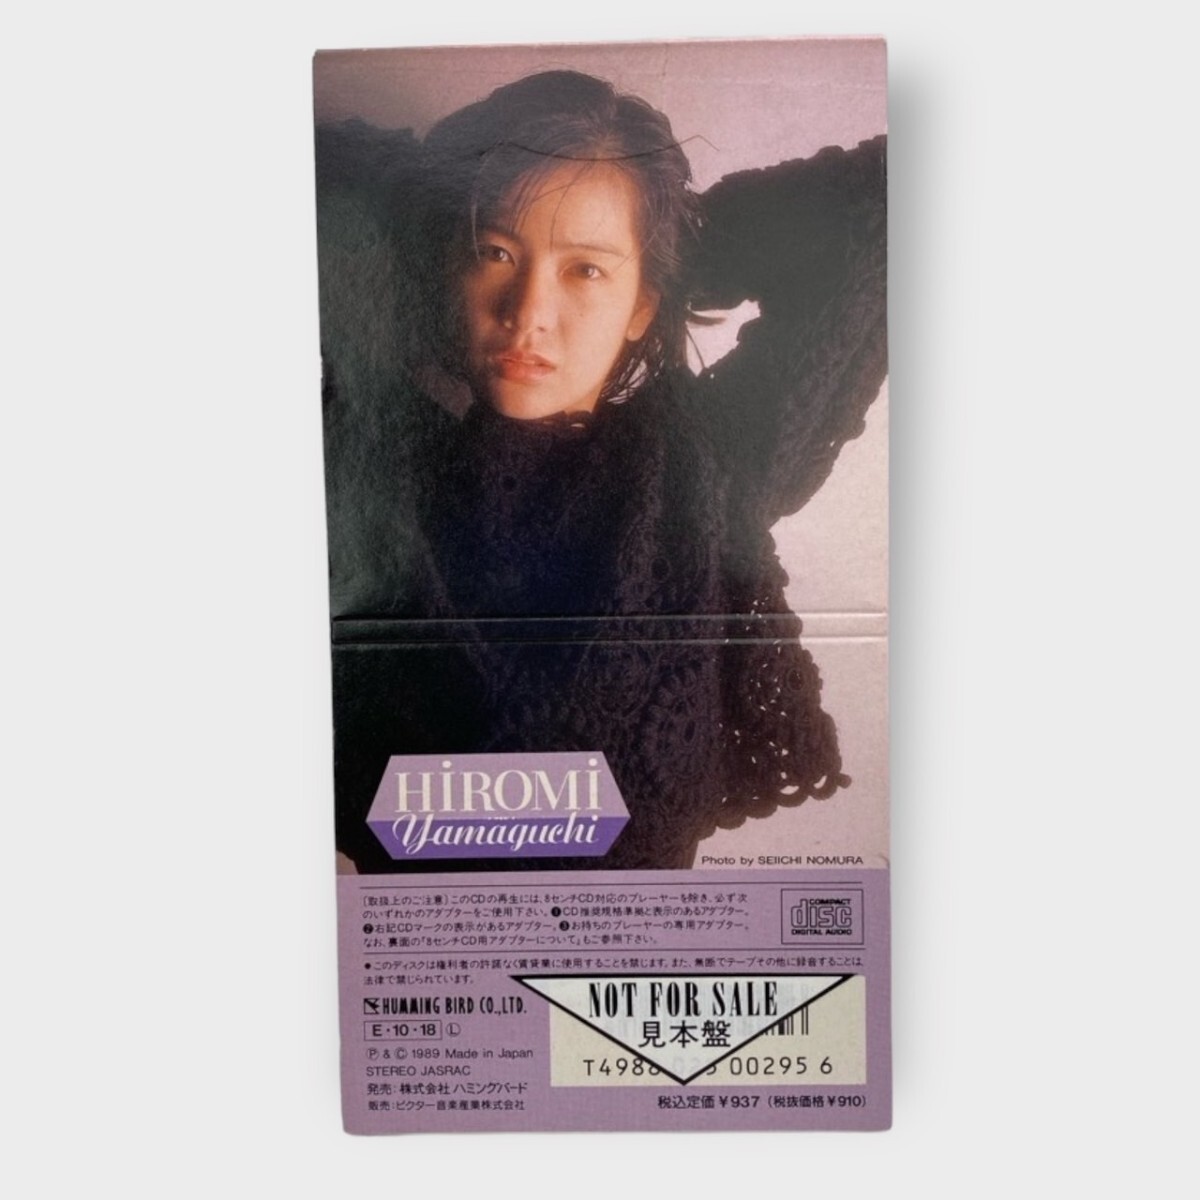 HiROMi
Yamaguchi
Photo by SEIICHI NOMURA
〔取扱上のご注意〕このCDの再生には、8センチCD対応のプレーヤーを除き、必ず次
のいずれかのアダプターをご使用下さい。❶CD推奨規格準拠と表示のあるアダプター。
❷右記CDマークの表示があるアダプター。❸お持ちのプレーヤーの専用アダプター。
なお、裏面の『8センチCD用アダプターについて』もご参照下さい。
COMPACT
disc
DIGITAL AUDIO
●このディスクは権利者の許諾なく賃貸業に使用することを禁じます。また、無断でテープその他に録音することは
法律で禁じられています。
HUMMING BIRD CO.,LTD.
E・10・18 Ⓛ
Ⓟ & © 1989 Made in Japan
STEREO JASRAC
発売: 株式会社 ハミングバード
販売: ビクター音楽産業株式会社
NOT FOR SALE
見本盤
T4988 00295 6
税込定価¥937 (税抜価格¥910)